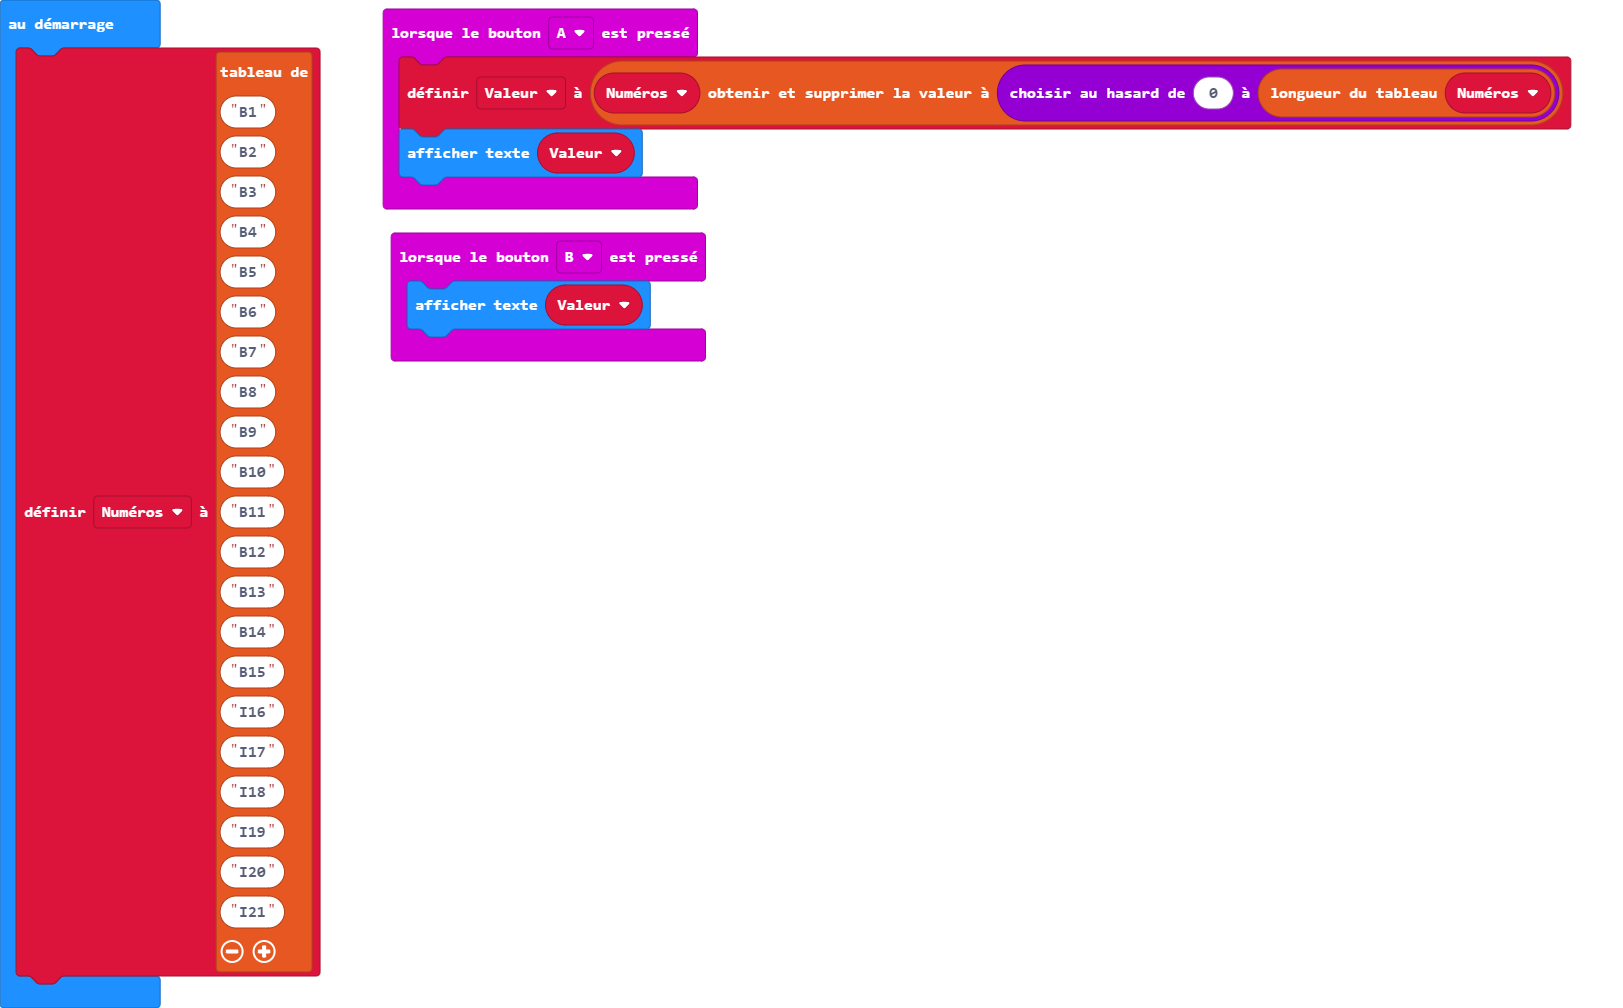 au démarrage
définir Numéros à
tableau de
"B1"
"B2"
"B3"
"B4"
"B5"
"B6"
"B7"
"B8"
"B9"
"B10"
"B11"
"B12"
"B13"
"B14"
"B15"
"I16"
"I17"
"I18"
"I19"
"I20"
"I21"
lorsque le bouton A est pressé
définir Valeur à Numéros obtenir et supprimer la valeur à choisir au hasard de 0 à longueur du tableau Numéros
afficher texte Valeur
lorsque le bouton B est pressé
afficher texte Valeur